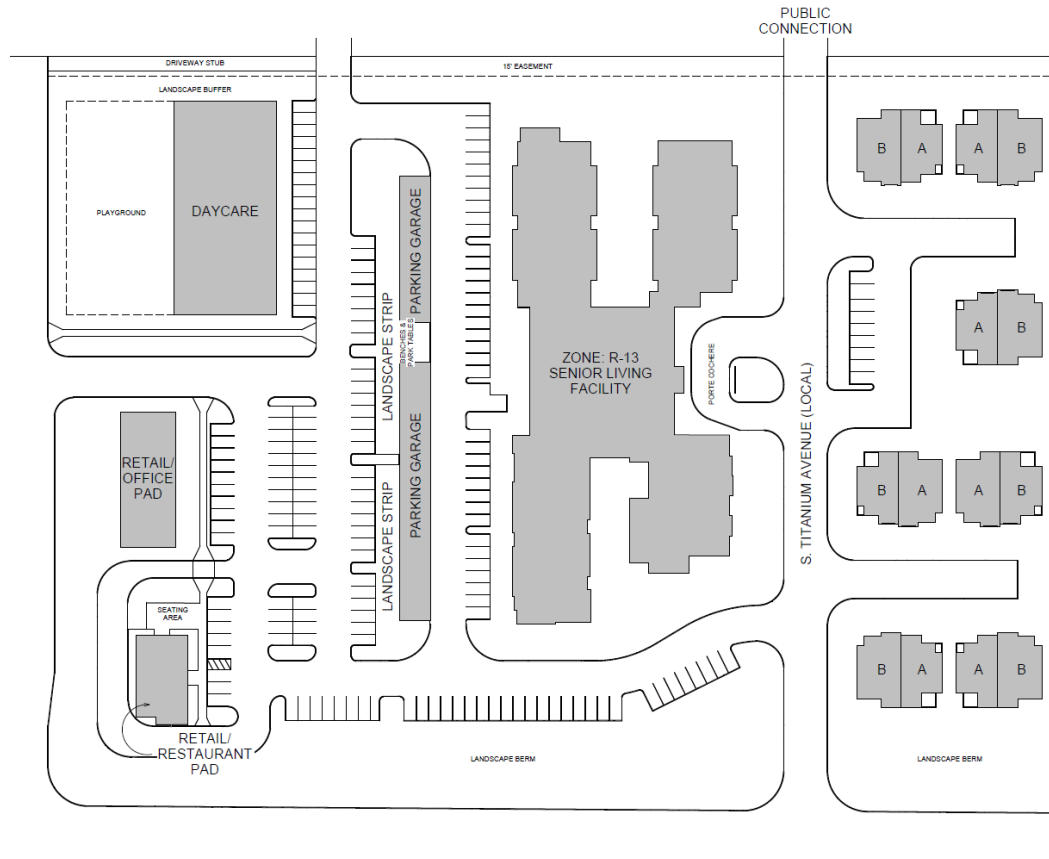 PUBLIC
CONNECTION
DRIVEWAY STUB
15' EASEMENT
LANDSCAPE BUFFER
B
A
A
B
PLAYGROUND
DAYCARE
PARKING GARAGE
LANDSCAPE STRIP
BENCHES &
PARK TABLES
ZONE: R-13
SENIOR LIVING
FACILITY
PORTE COCHERE
A
B
S. TITANIUM AVENUE (LOCAL)
RETAIL/
OFFICE
PAD
PARKING GARAGE
LANDSCAPE STRIP
B
A
A
B
SEATING
AREA
B
A
A
B
RETAIL/
RESTAURANT
PAD
LANDSCAPE BERM
LANDSCAPE BERM